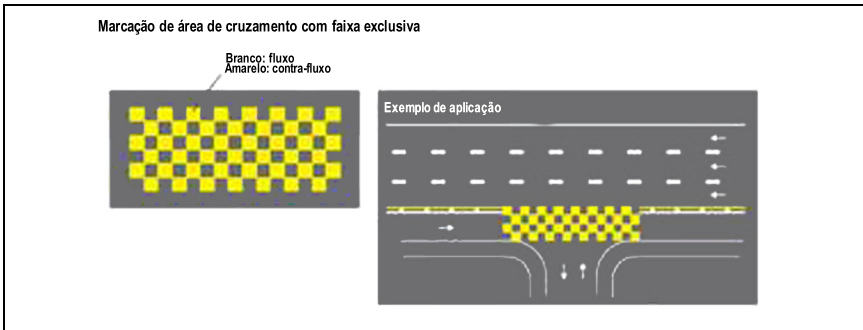 Marcação de área de cruzamento com faixa exclusiva
Branco: fluxo
Amarelo: contra-fluxo
Exemplo de aplicação